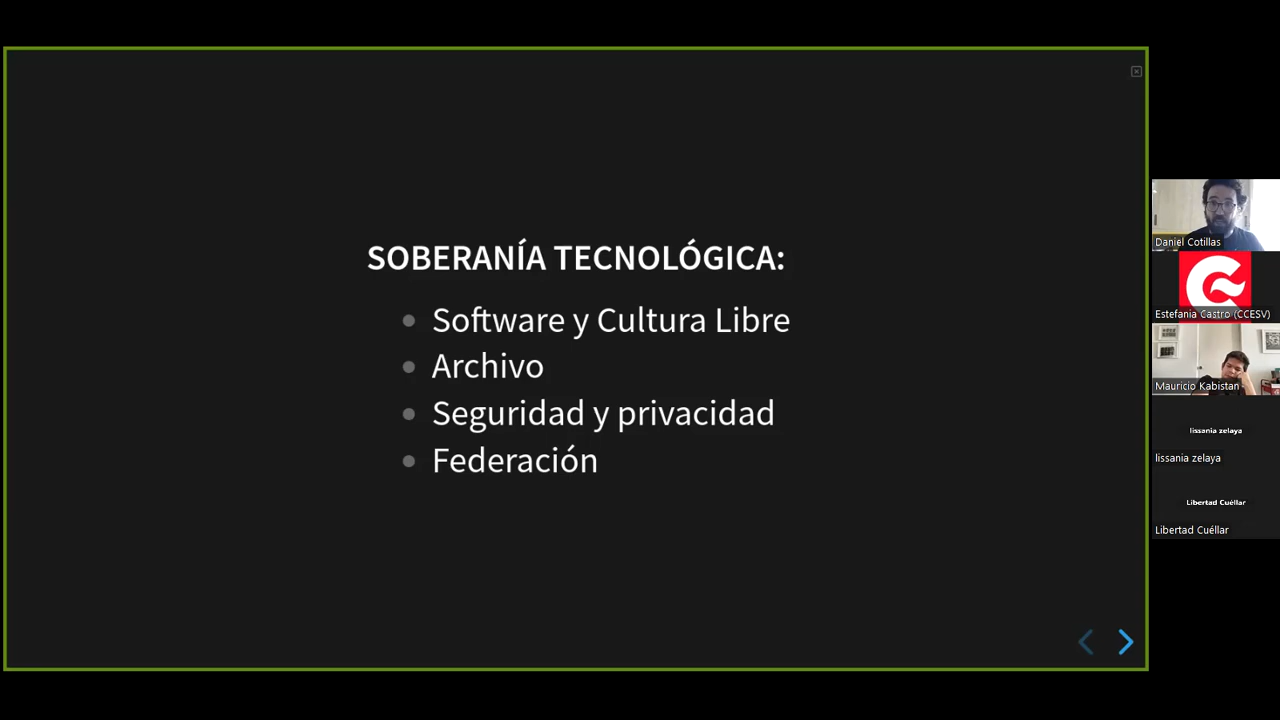 SOBERANÍA TECNOLÓGICA:
Software y Cultura Libre
Archivo
Seguridad y privacidad
Federación
Daniel Cotillas
Estefanía Castro (CCESV)
Mauricio Kabistan
lissania zelaya
lissania zelaya
Libertad Cuéllar
Libertad Cuéllar